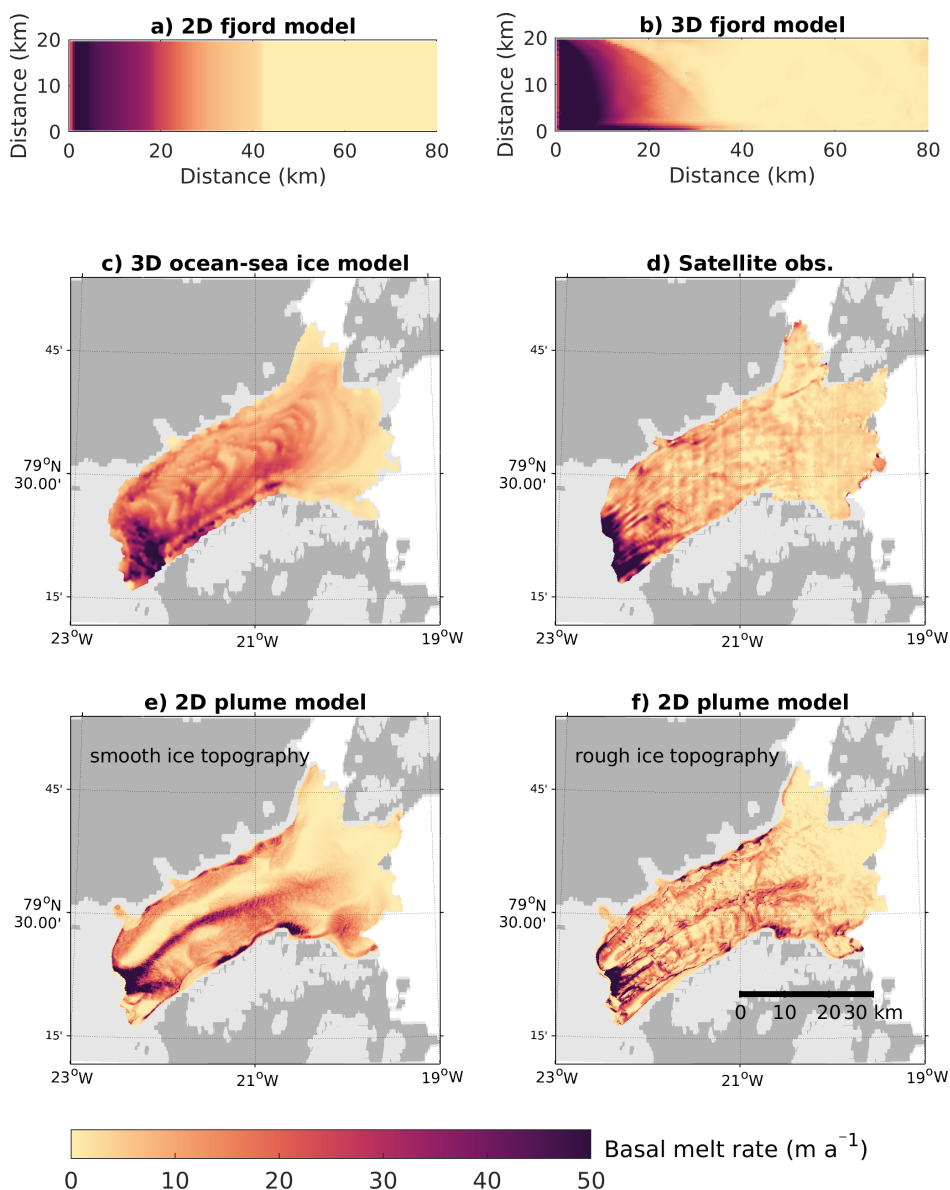 a) 2D fjord model
b) 3D fjord model
Distance (km)
20
10
0
0 20 40 60 80
Distance (km)
Distance (km)
20
10
0
0 20 40 60 80
Distance (km)
c) 3D ocean-sea ice model
45'
79°N
30.00'
15'
23°W 21°W 19°W
d) Satellite obs.
45'
79°N
30.00'
15'
23°W 21°W 19°W
e) 2D plume model
smooth ice topography
45'
79°N
30.00'
15'
23°W 21°W 19°W
f) 2D plume model
rough ice topography
45'
79°N
30.00'
0 10 20 30 km
15'
23°W 21°W 19°W
Basal melt rate (m a⁻¹)
0 10 20 30 40 50